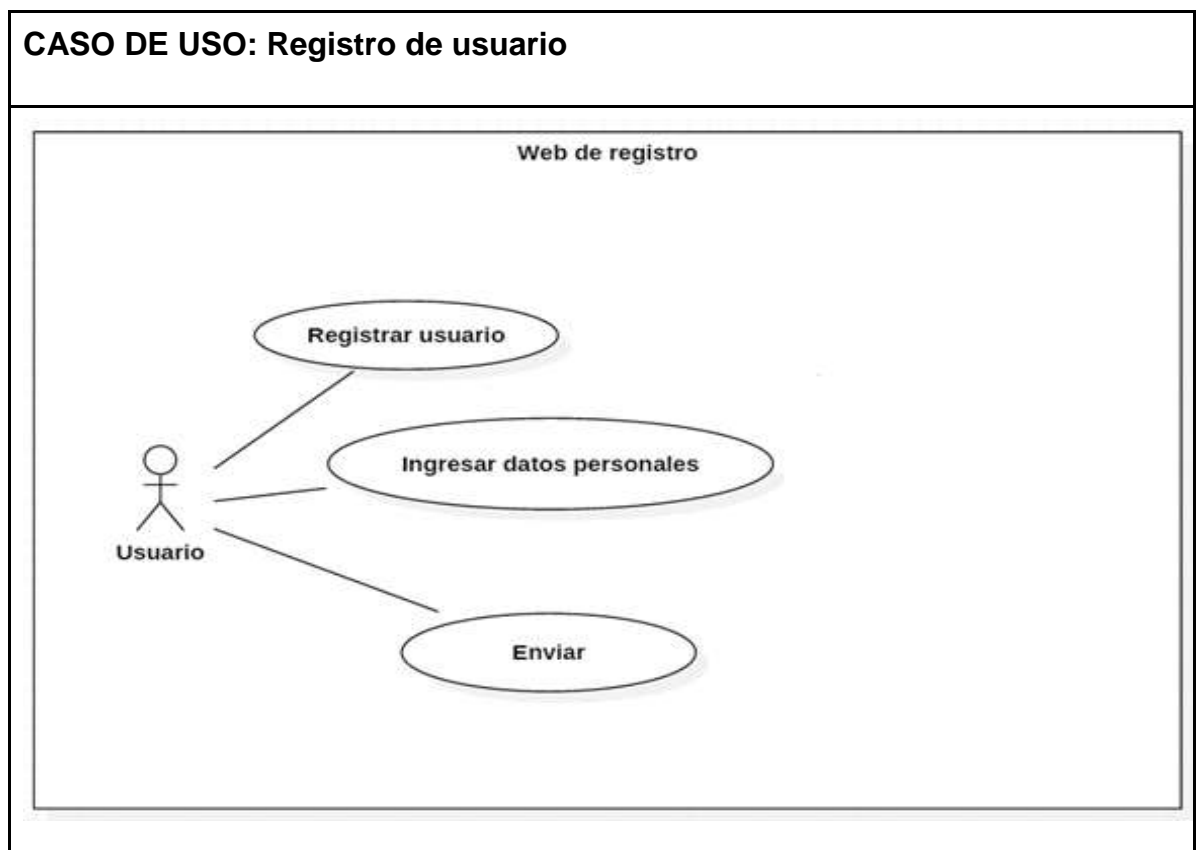 CASO DE USO: Registro de usuario
Web de registro
Registrar usuario
Ingresar datos personales
Usuario
Enviar